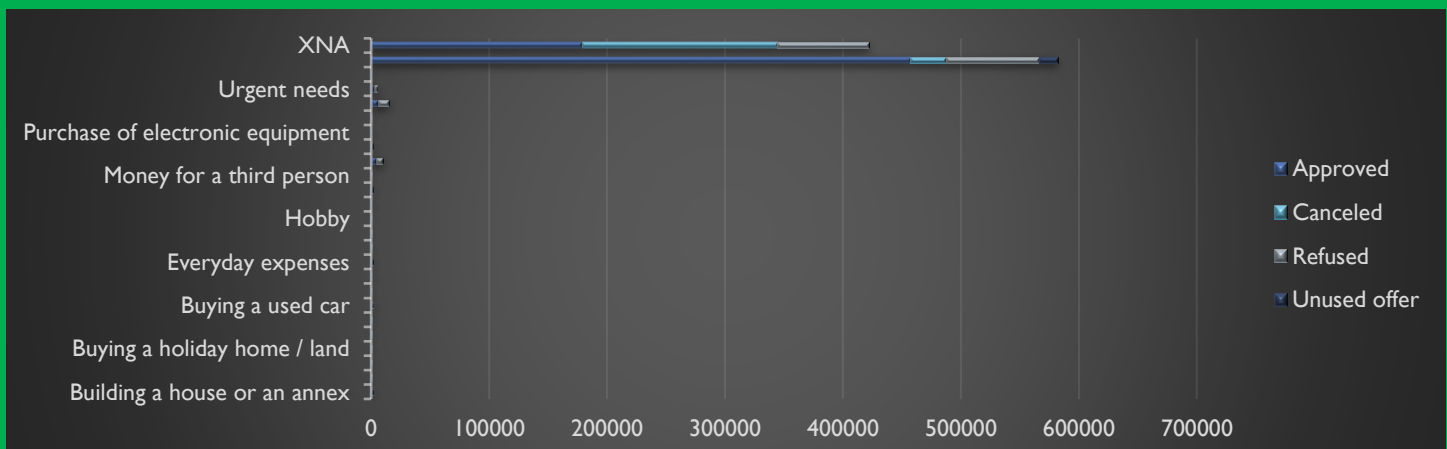 XNA
Urgent needs
Purchase of electronic equipment
Money for a third person
Hobby
Everyday expenses
Buying a used car
Buying a holiday home / land
Building a house or an annex
0 100000 200000 300000 400000 500000 600000 700000
Approved
Canceled
Refused
Unused offer